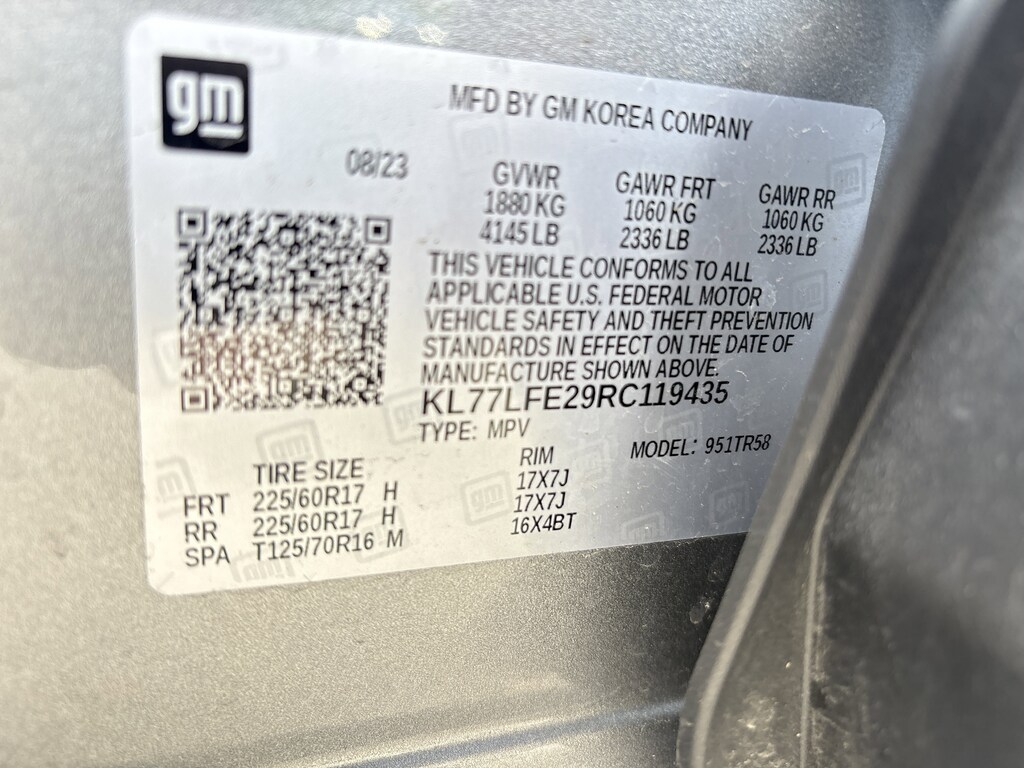 gm
MFD BY GM KOREA COMPANY
08/23
GVWR GAWR FRT GAWR RR
1880 KG 1060 KG 1060 KG
4145 LB 2336 LB 2336 LB
THIS VEHICLE CONFORMS TO ALL
APPLICABLE U.S. FEDERAL MOTOR
VEHICLE SAFETY AND THEFT PREVENTION
STANDARDS IN EFFECT ON THE DATE OF
MANUFACTURE SHOWN ABOVE.
KL77LFE29RC119435
TYPE: MPV MODEL: 951TR58
TIRE SIZE RIM
FRT 225/60R17 H 17X7J
RR 225/60R17 H 17X7J
SPA T125/70R16 M 16X4BT